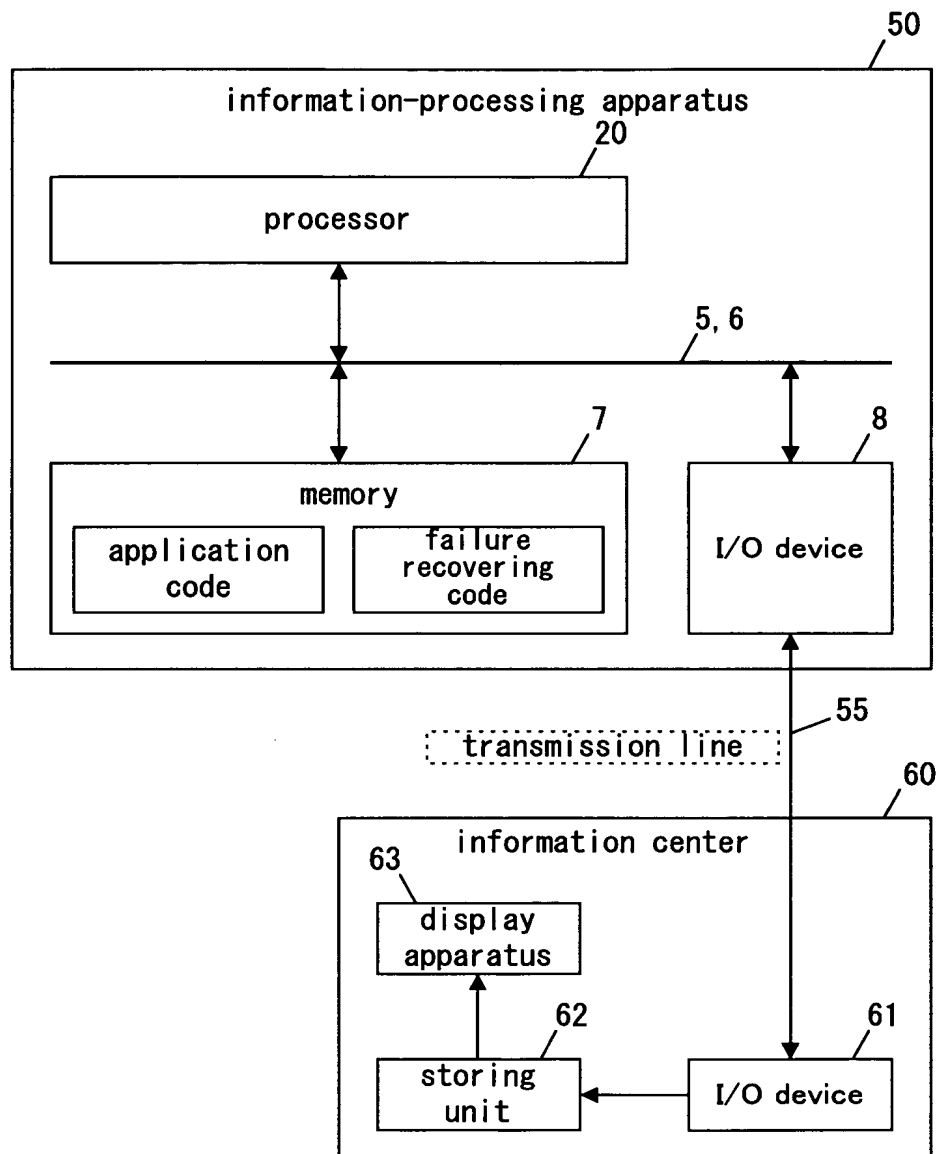 50
information-processing apparatus
20
processor
5, 6
7
8
memory
application
code
failure
recovering
code
I/O device
55
transmission line
60
information center
63
display
apparatus
62
61
storing
unit
I/O device